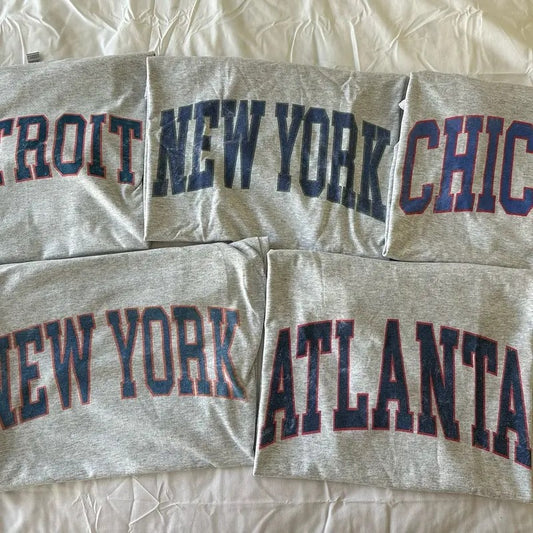 TROIT
NEW YORK
CHIC
NEW YORK
ATLANTA